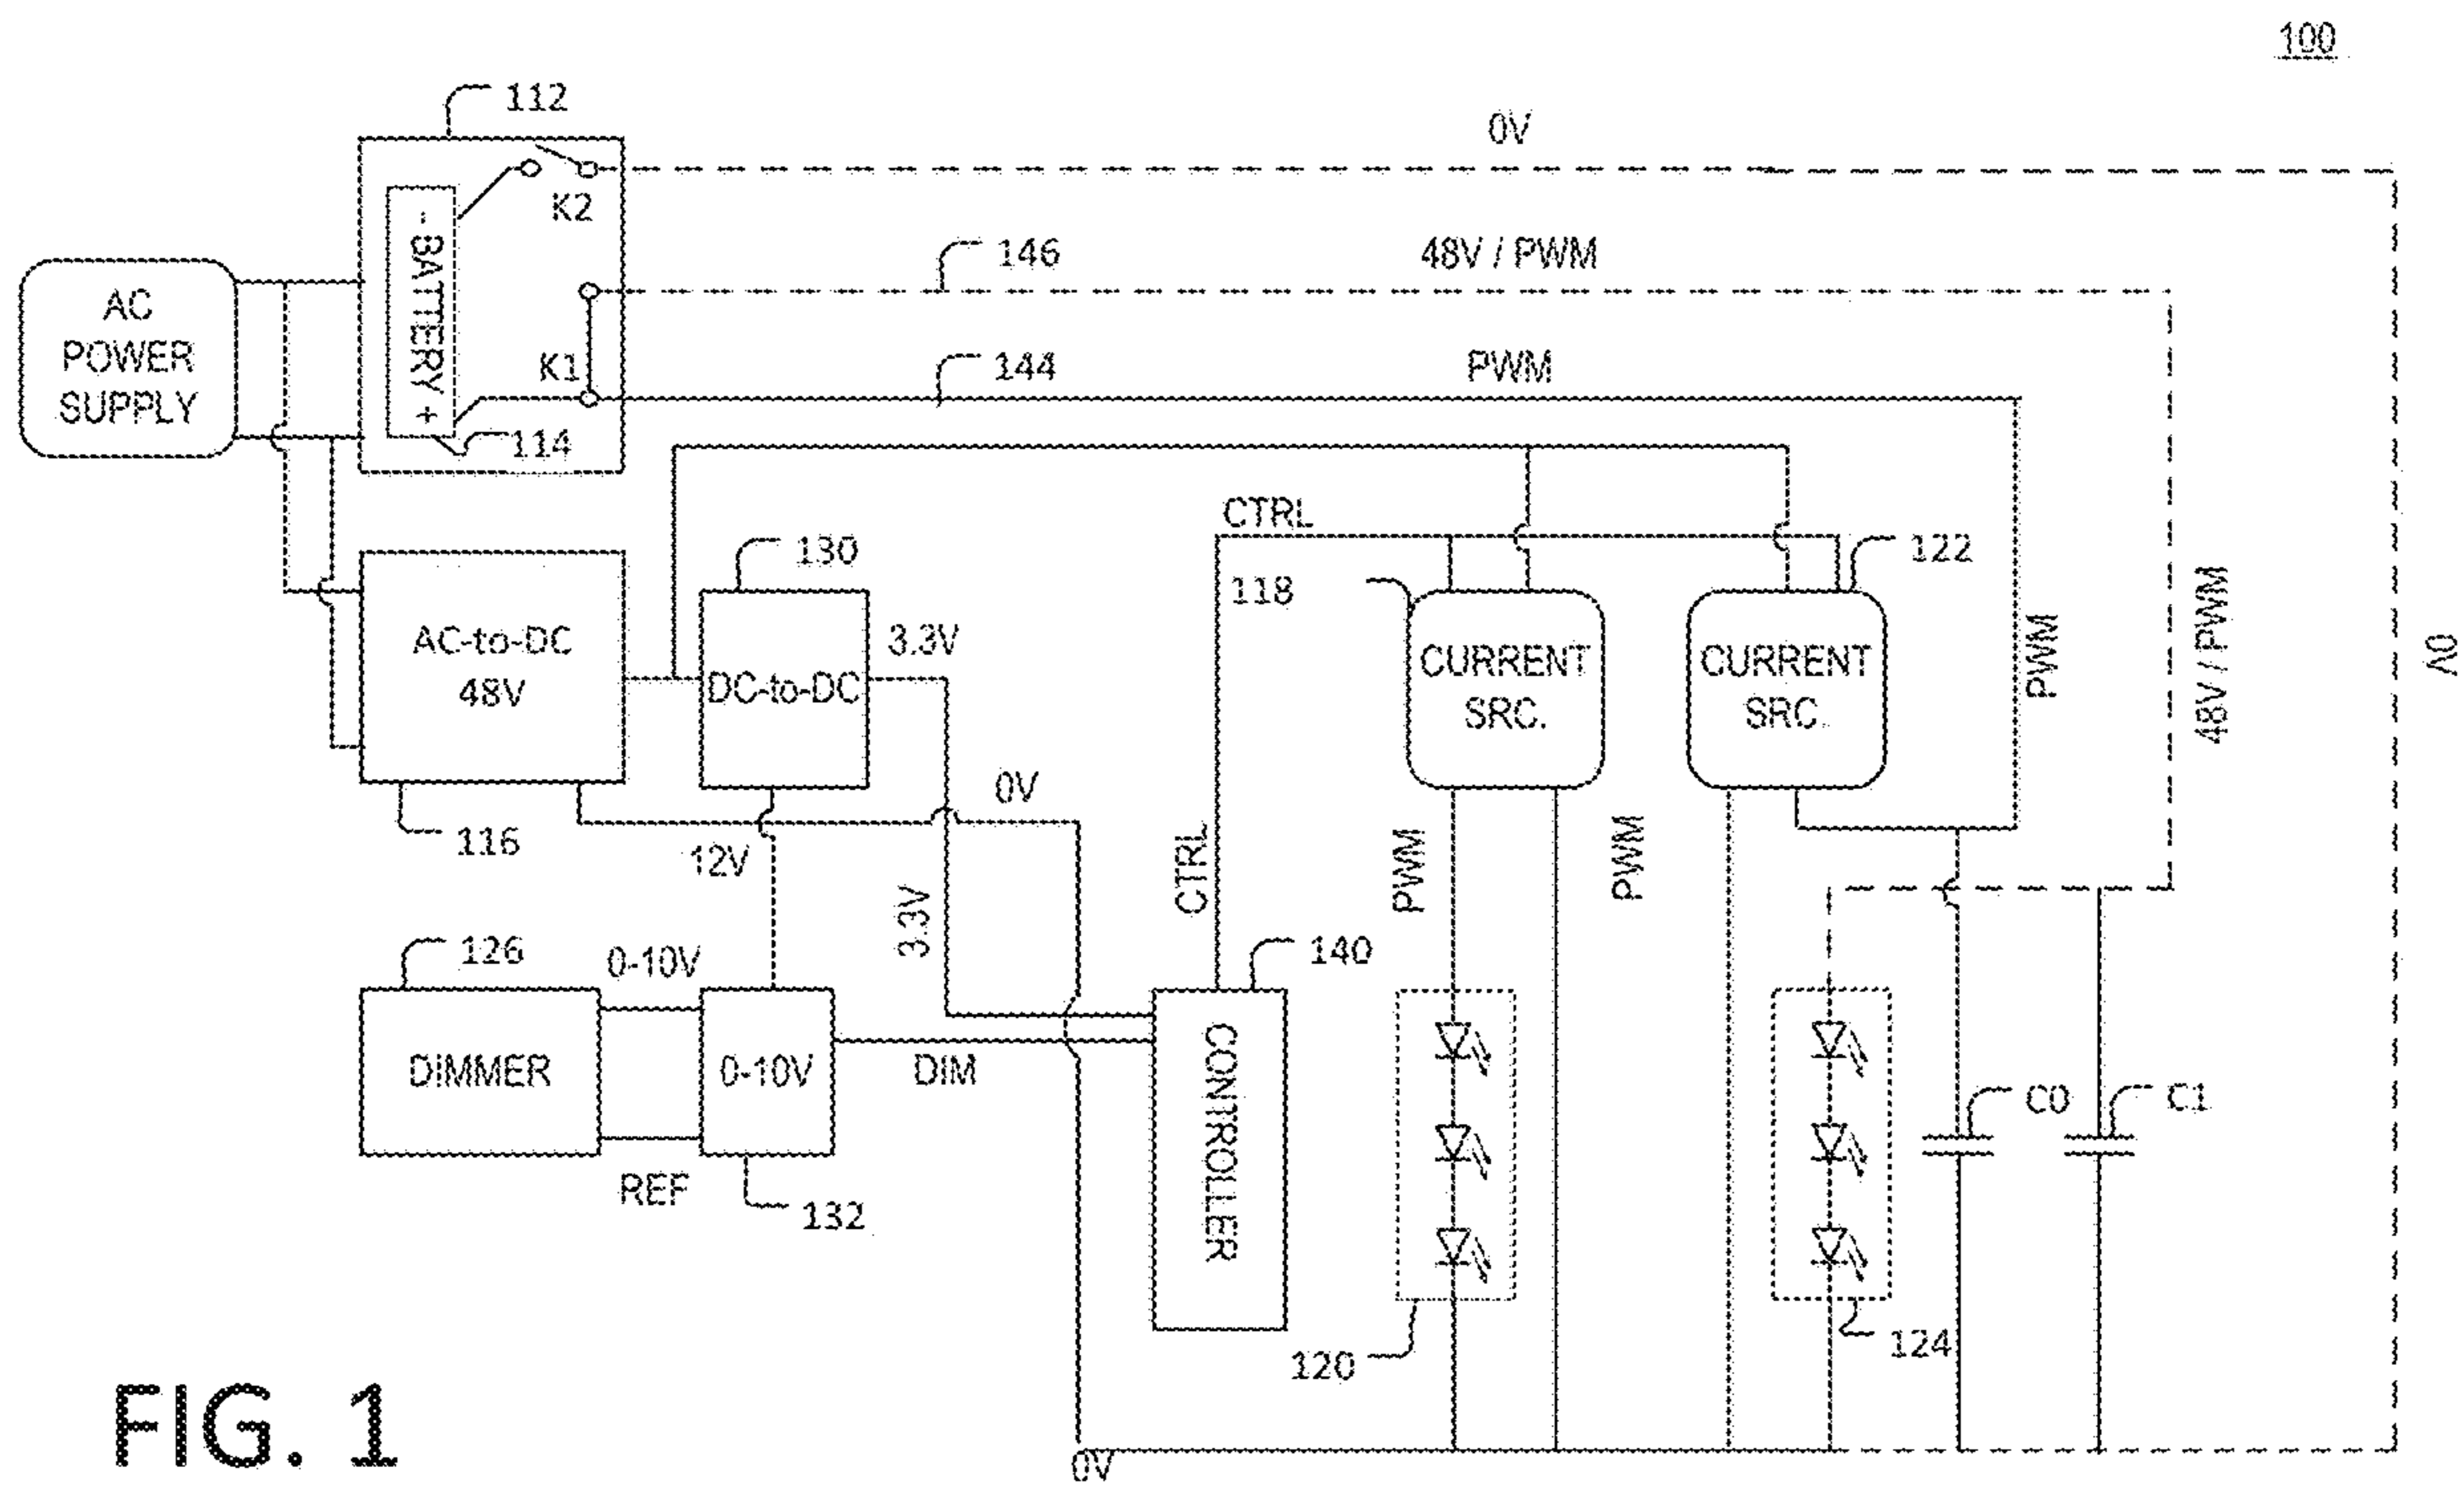 100
112
0V
K2
146
48V / PWM
- BATTERY +
AC
POWER
SUPPLY
K1
144
PWM
114
CTRL
130
122
118
3.3V
AC-to-DC
48V
DC-to-DC
CURRENT
SRC.
CURRENT
SRC.
PWM
48V / PWM
0V
0V
116
12V
CTRL
PWM
PWM
3.3V
126
0-10V
140
DIMMER
0-10V
DIM
CONTROLLER
C0
C1
REF
132
120
124
FIG. 1
0V